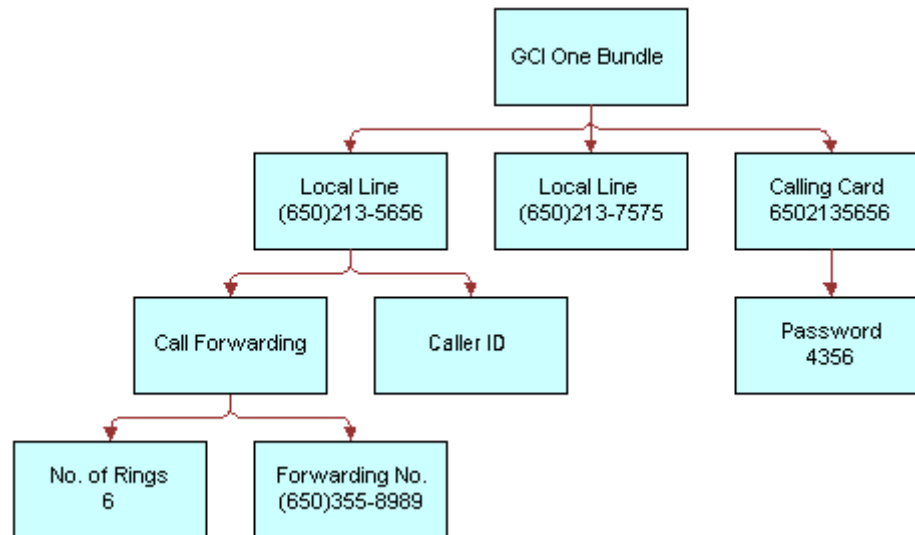 GCI One Bundle
Local Line
(650)213-5656
Local Line
(650)213-7575
Calling Card
6502135656
Call Forwarding
Caller ID
Password
4356
No. of Rings
6
Forwarding No.
(650)355-8989